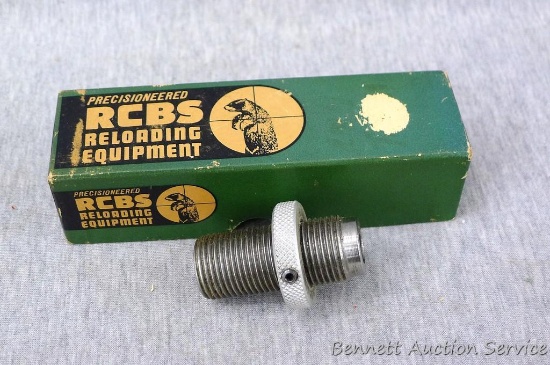 PRECISIONEERED
RCBS
RELOADING
EQUIPMENT
PRECISIONEERED
RCBS
RELOADING
EQUIPMENT
Bennett Auction Service